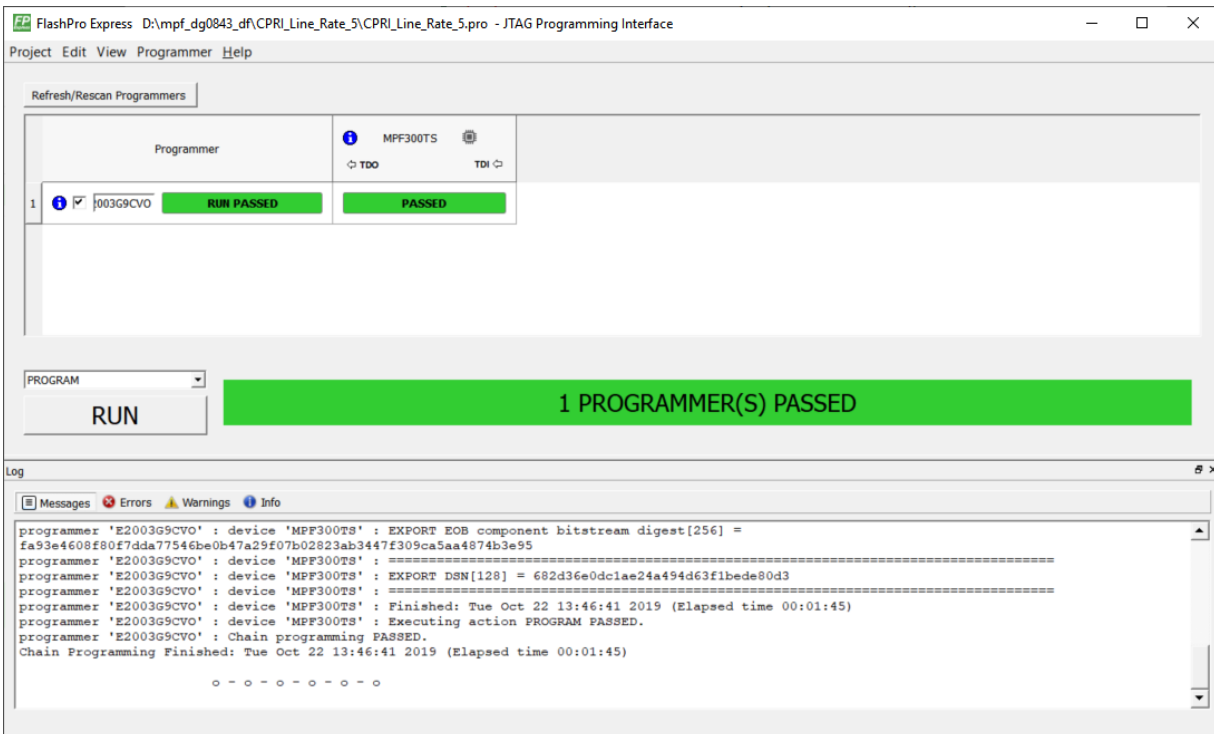 FP FlashPro Express D:\mpf_dg0843_df\CPRI_Line_Rate_5\CPRI_Line_Rate_5.pro - JTAG Programming Interface
Project Edit View Programmer Help
Refresh/Rescan Programmers
Programmer
MPF300TS
TDO TDI
1 2003G9CVO RUN PASSED PASSED
PROGRAM
RUN
1 PROGRAMMER(S) PASSED
Log
Messages Errors Warnings Info
programmer 'E2003G9CVO' : device 'MPF300TS' : EXPORT EOB component bitstream digest[256] =
fa93e4608f80f7dda77546be0b47a29f07b02823ab3447f309ca5aa4874b3e95
programmer 'E2003G9CVO' : device 'MPF300TS' : ===================================================================================
programmer 'E2003G9CVO' : device 'MPF300TS' : EXPORT DSN[128] = 682d36e0dc1ae24a494d63f1bede80d3
programmer 'E2003G9CVO' : device 'MPF300TS' : ===================================================================================
programmer 'E2003G9CVO' : device 'MPF300TS' : Finished: Tue Oct 22 13:46:41 2019 (Elapsed time 00:01:45)
programmer 'E2003G9CVO' : device 'MPF300TS' : Executing action PROGRAM PASSED.
programmer 'E2003G9CVO' : Chain programming PASSED.
Chain Programming Finished: Tue Oct 22 13:46:41 2019 (Elapsed time 00:01:45)
o - o - o - o - o - o